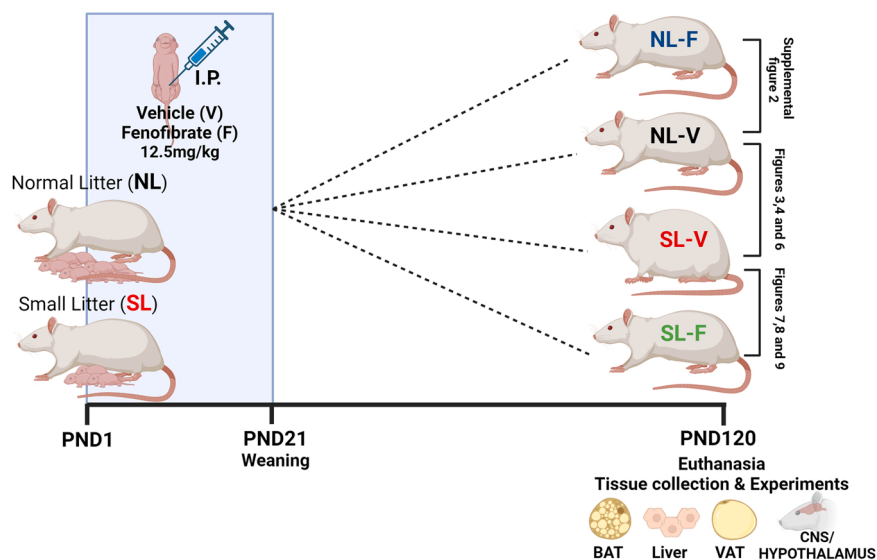 I.P.
Vehicle (V)
Fenofibrate (F)
12.5mg/kg
Normal Litter (NL)
Small Litter (SL)
NL-F
NL-V
SL-V
SL-F
Supplemental
figure 2
Figures 3,4 and 6
Figures 7,8 and 9
PND1
PND21
Weaning
PND120
Euthanasia
Tissue collection & Experiments
BAT
Liver
VAT
CNS/
HYPOTHALAMUS